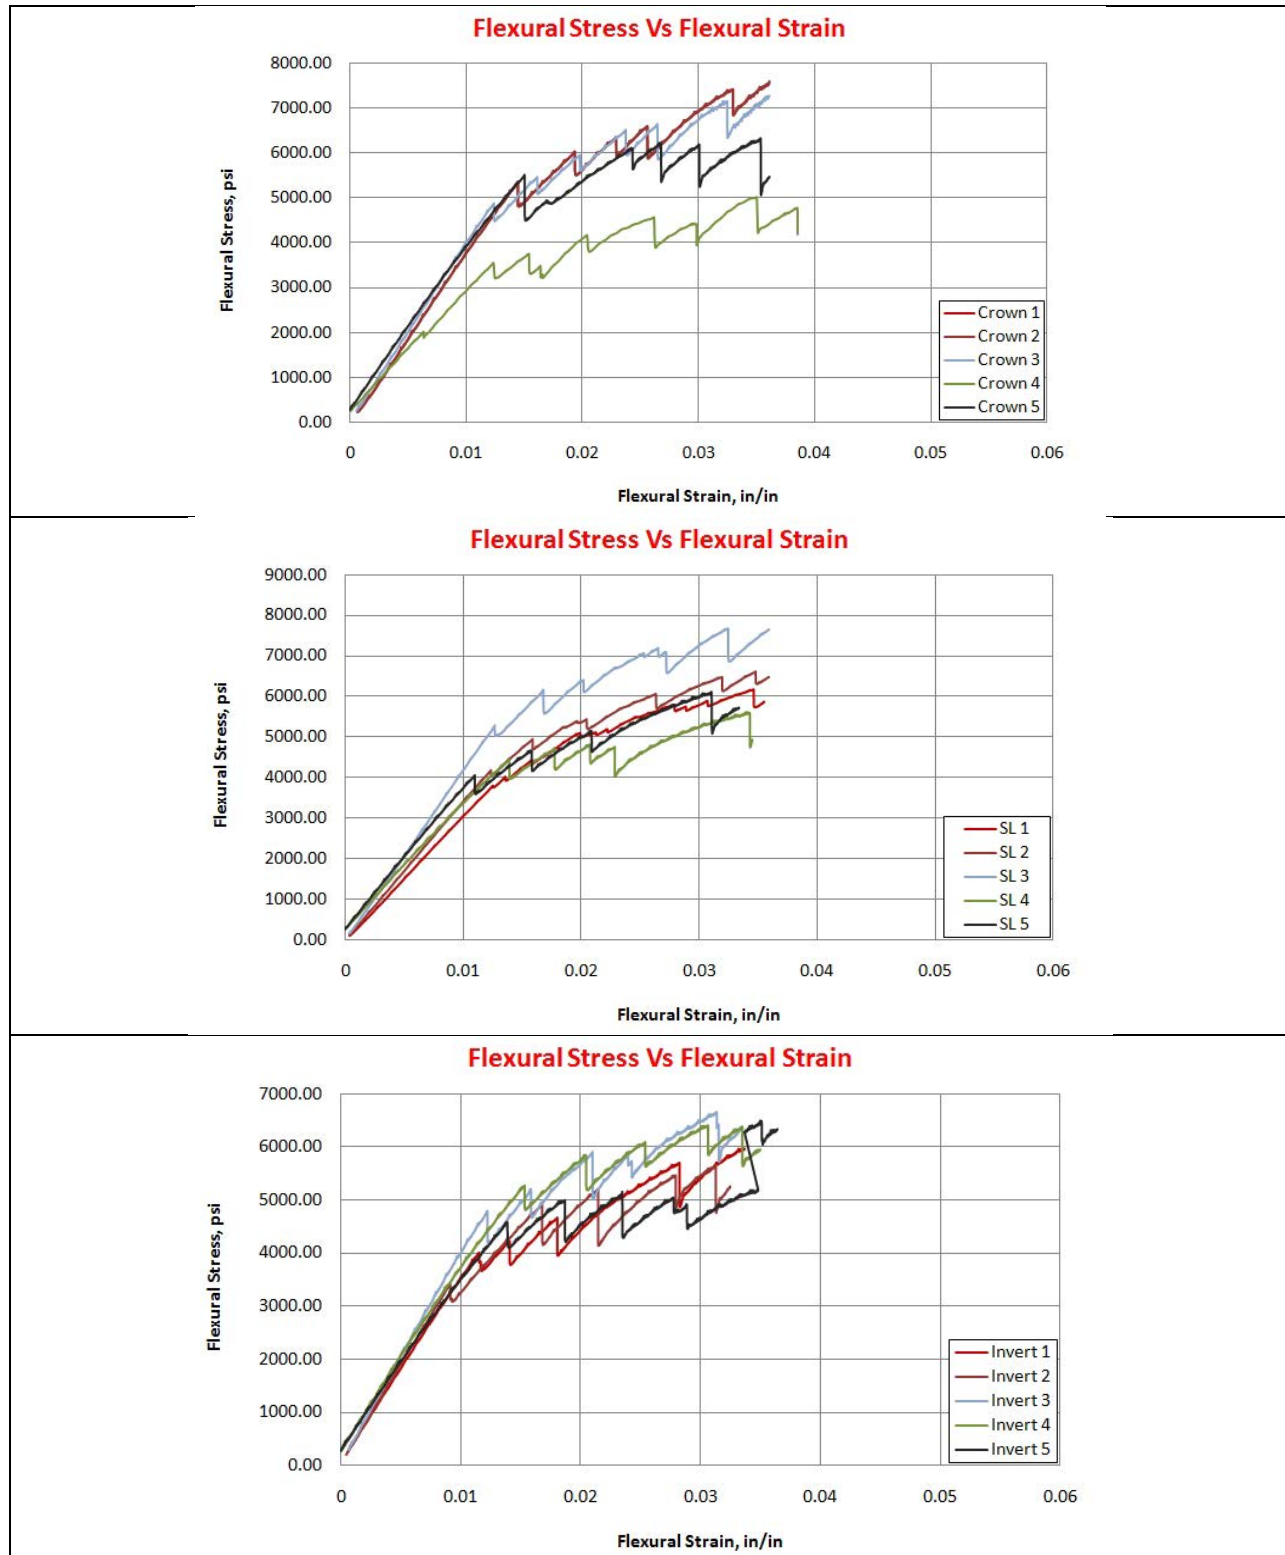 Flexural Stress Vs Flexural Strain
8000.00
7000.00
6000.00
5000.00
4000.00
3000.00
2000.00
1000.00
0.00
Flexural Stress, psi
Crown 1
Crown 2
Crown 3
Crown 4
Crown 5
0 0.01 0.02 0.03 0.04 0.05 0.06
Flexural Strain, in/in
Flexural Stress Vs Flexural Strain
9000.00
8000.00
7000.00
6000.00
5000.00
4000.00
3000.00
2000.00
1000.00
0.00
Flexural Stress, psi
SL 1
SL 2
SL 3
SL 4
SL 5
0 0.01 0.02 0.03 0.04 0.05 0.06
Flexural Strain, in/in
Flexural Stress Vs Flexural Strain
7000.00
6000.00
5000.00
4000.00
3000.00
2000.00
1000.00
0.00
Flexural Stress, psi
Invert 1
Invert 2
Invert 3
Invert 4
Invert 5
0 0.01 0.02 0.03 0.04 0.05 0.06
Flexural Strain, in/in